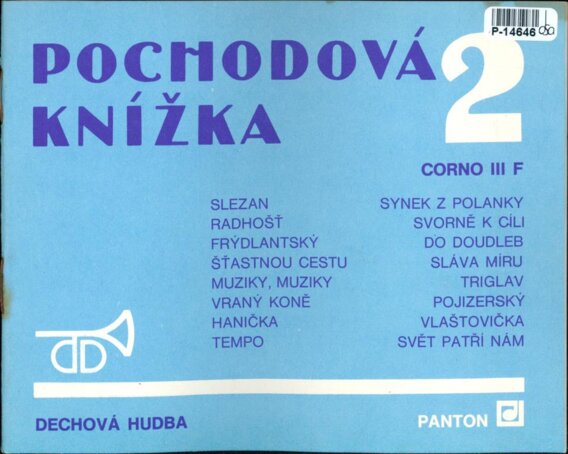 P-14646
POCHODOVÁ
KNÍŽKA
2
CORNO III F
SLEZAN
RADHOŠŤ
FRÝDLANTSKÝ
ŠŤASTNOU CESTU
MUZIKY, MUZIKY
VRANÝ KONĚ
HANIČKA
TEMPO
SYNEK Z POLANKY
SVORNĚ K CÍLI
DO DOUDLEB
SLÁVA MÍRU
TRIGLAV
POJIZERSKÝ
VLAŠTOVIČKA
SVĚT PATŘÍ NÁM
DECHOVÁ HUDBA
PANTON